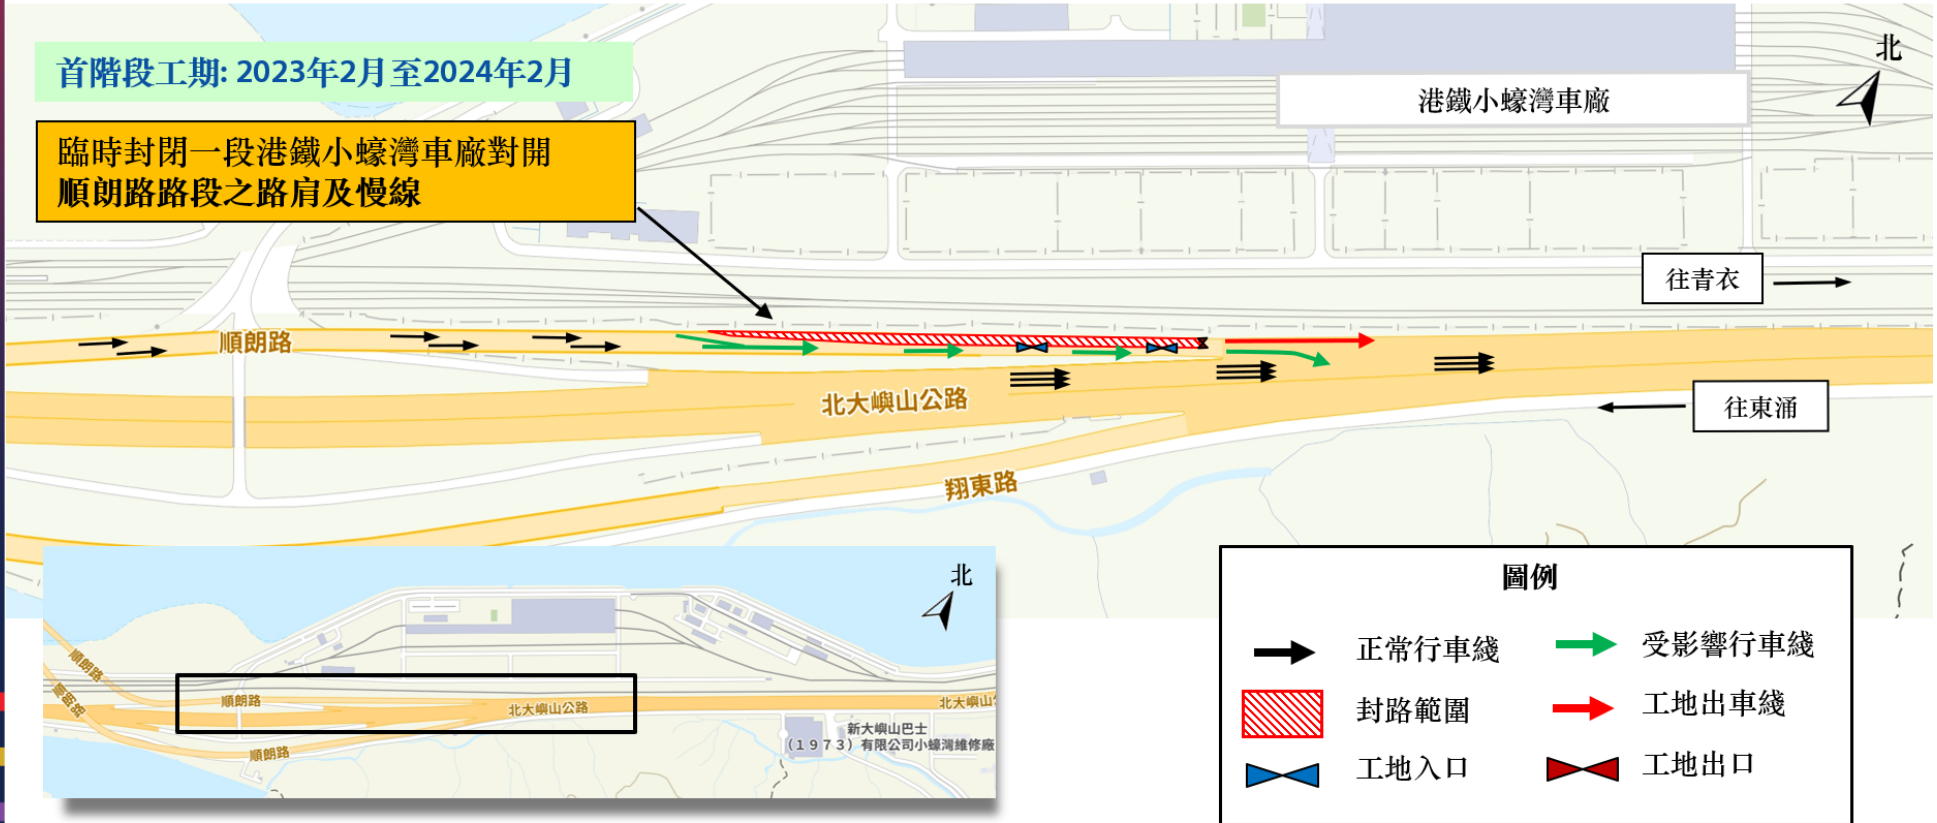 首階段工期: 2023年2月至2024年2月
北
港鐵小蠔灣車廠
臨時封閉一段港鐵小蠔灣車廠對開
順朗路路段之路肩及慢線
往青衣
順朗路
北大嶼山公路
往東涌
翔東路
北
順朗路
順朗路
順朗路
北大嶼山公路
北大嶼山
順朗路
新大嶼山巴士
(1973)有限公司小蠔灣維修廠
圖例
正常行車綫
受影響行車綫
封路範圍
工地出車綫
工地入口
工地出口